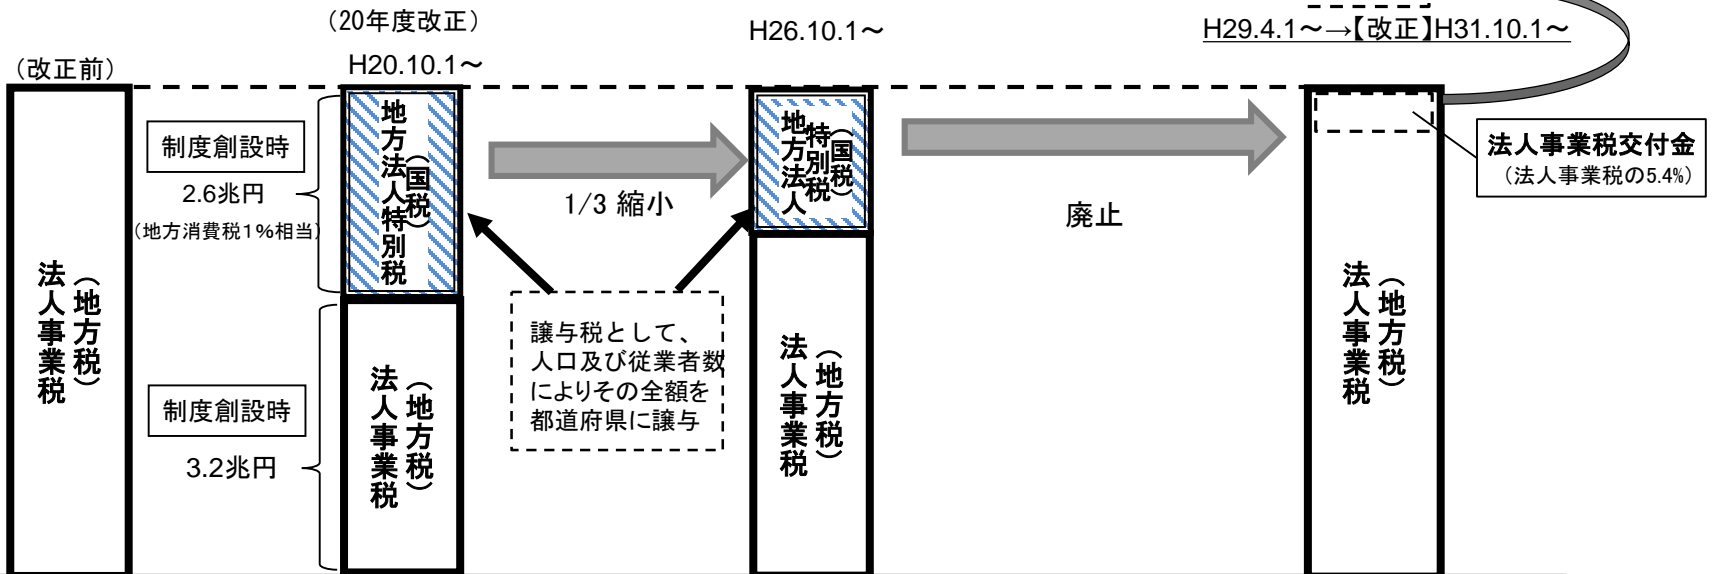 (改正前)
(20年度改正)
H20.10.1～
H26.10.1～
H29.4.1～→【改正】H31.10.1～
法人事業税
(地方税)
制度創設時
2.6兆円
(地方消費税1%相当)
制度創設時
3.2兆円
地方法人特別税
(国税)
法人事業税
(地方税)
1/3 縮小
譲与税として、
人口及び従業者数
によりその全額を
都道府県に譲与
地方法人
特別税
(国税)
法人事業税
(地方税)
廃止
法人事業税
(地方税)
法人事業税交付金
(法人事業税の5.4%)